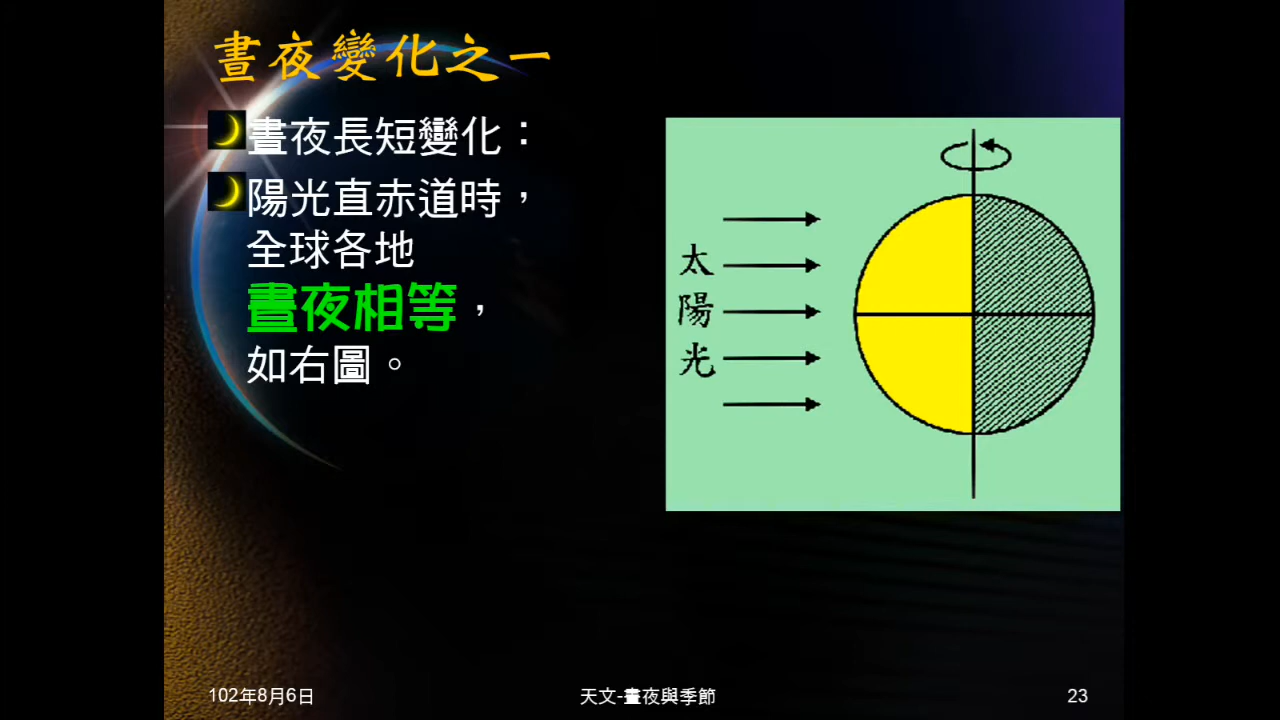 晝夜變化之一
晝夜長短變化：
陽光直赤道時，
全球各地
晝夜相等，
如右圖。
太
陽
光
102年8月6日
天文-晝夜與季節
23